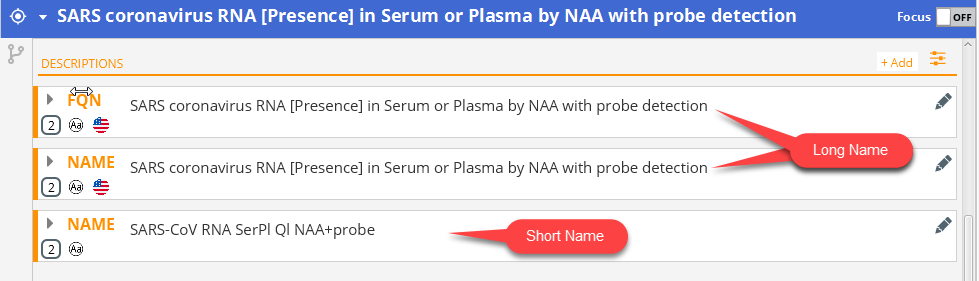 SARS coronavirus RNA [Presence] in Serum or Plasma by NAA with probe detection
Focus OFF
DESCRIPTIONS + Add
FQN SARS coronavirus RNA [Presence] in Serum or Plasma by NAA with probe detection
2 Aa
Long Name
NAME SARS coronavirus RNA [Presence] in Serum or Plasma by NAA with probe detection
2 Aa
NAME SARS-CoV RNA SerPl Ql NAA+probe
Short Name
2 Aa